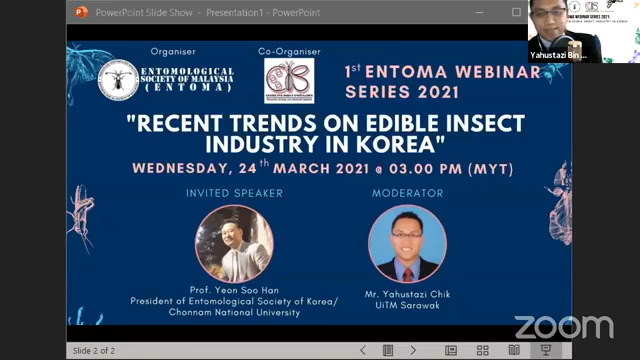 PowerPoint Slide Show - Presentation1 - PowerPoint
Organiser
ENTOMOLOGICAL
SOCIETY OF MALAYSIA
(ENTOMA)
Co-Organiser
1st ENTOMA WEBINAR
SERIES 2021
"RECENT TRENDS ON EDIBLE INSECT
INDUSTRY IN KOREA"
WEDNESDAY, 24th MARCH 2021 @ 03.00 PM (MYT)
INVITED SPEAKER
Prof. Yeon Soo Han
President of Entomological Society of Korea/
Chonnam National University
MODERATOR
Mr. Yahustazi Chik
UiTM Sarawak
Yahustazi Bin ...
zoom
Slide 2 of 2